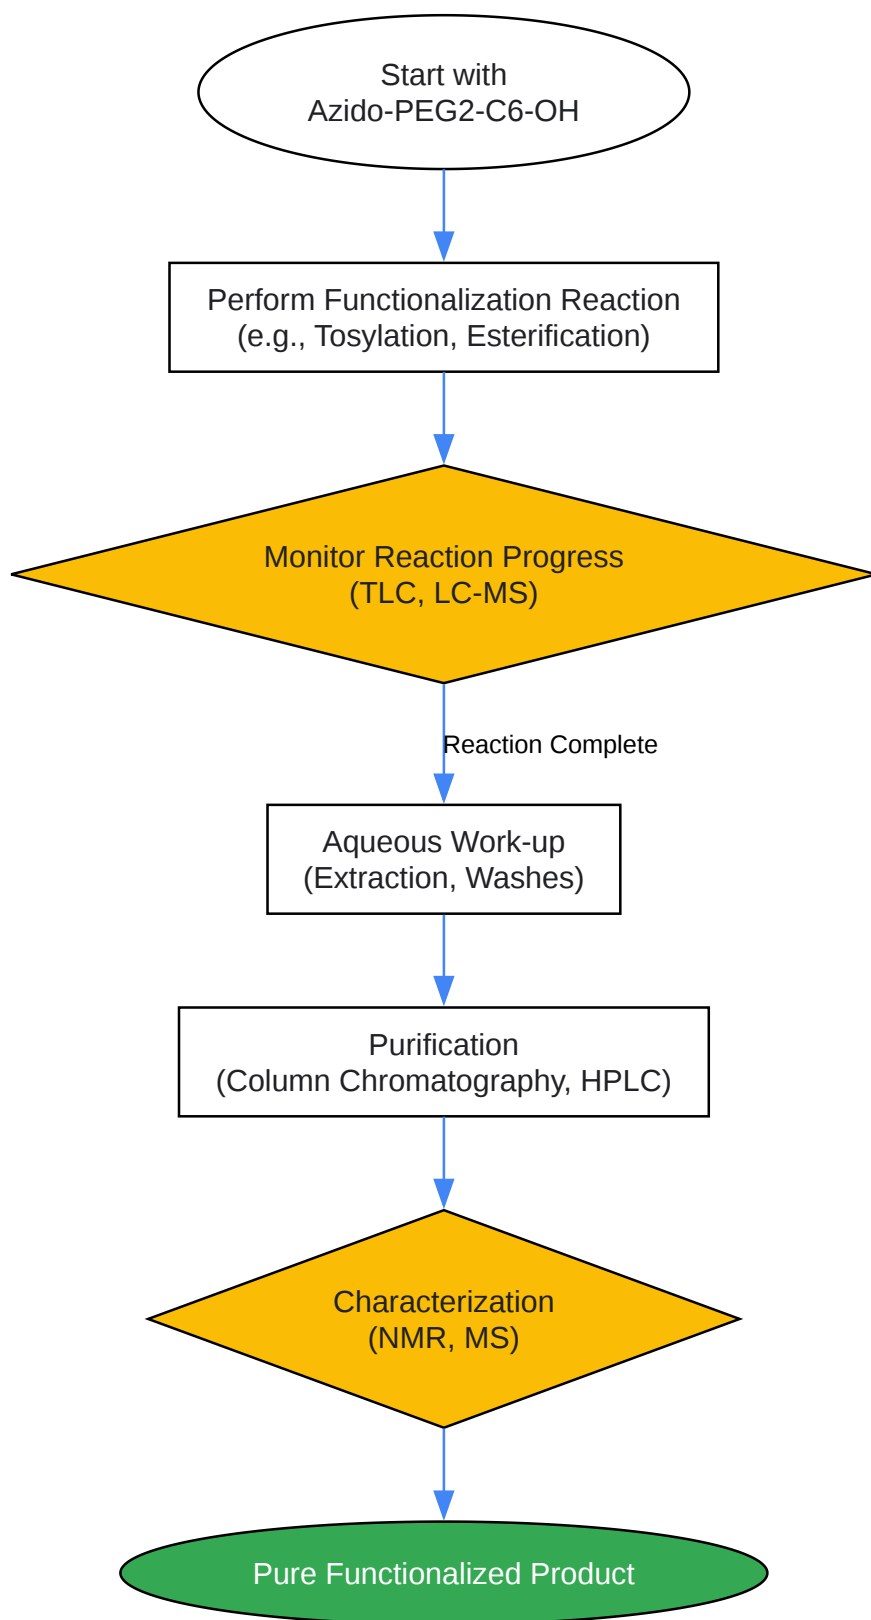 Start with
Azido-PEG2-C6-OH
Perform Functionalization Reaction
(e.g., Tosylation, Esterification)
Monitor Reaction Progress
(TLC, LC-MS)
Reaction Complete
Aqueous Work-up
(Extraction, Washes)
Purification
(Column Chromatography, HPLC)
Characterization
(NMR, MS)
Pure Functionalized Product